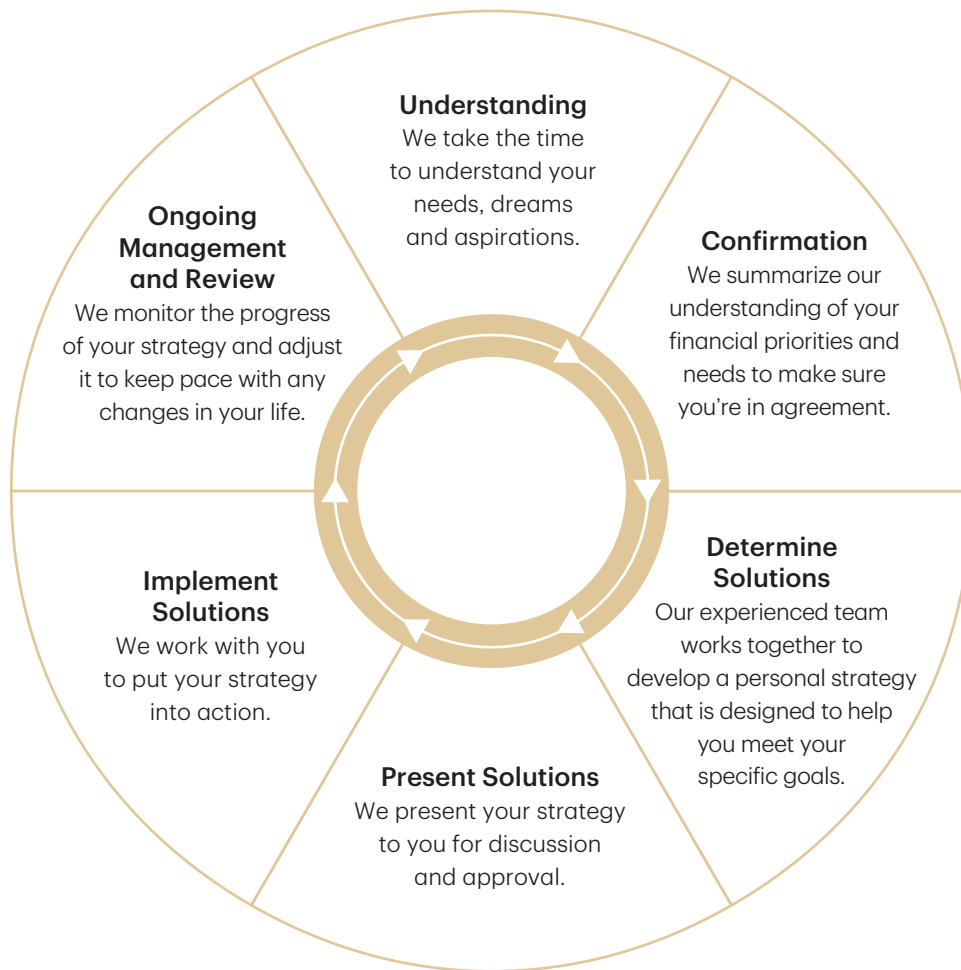 Understanding
We take the time
to understand your
needs, dreams
and aspirations.
Confirmation
We summarize our
understanding of your
financial priorities and
needs to make sure
you’re in agreement.
Determine
Solutions
Our experienced team
works together to
develop a personal strategy
that is designed to help
you meet your
specific goals.
Present Solutions
We present your strategy
to you for discussion
and approval.
Implement
Solutions
We work with you
to put your strategy
into action.
Ongoing
Management
and Review
We monitor the progress
of your strategy and adjust
it to keep pace with any
changes in your life.